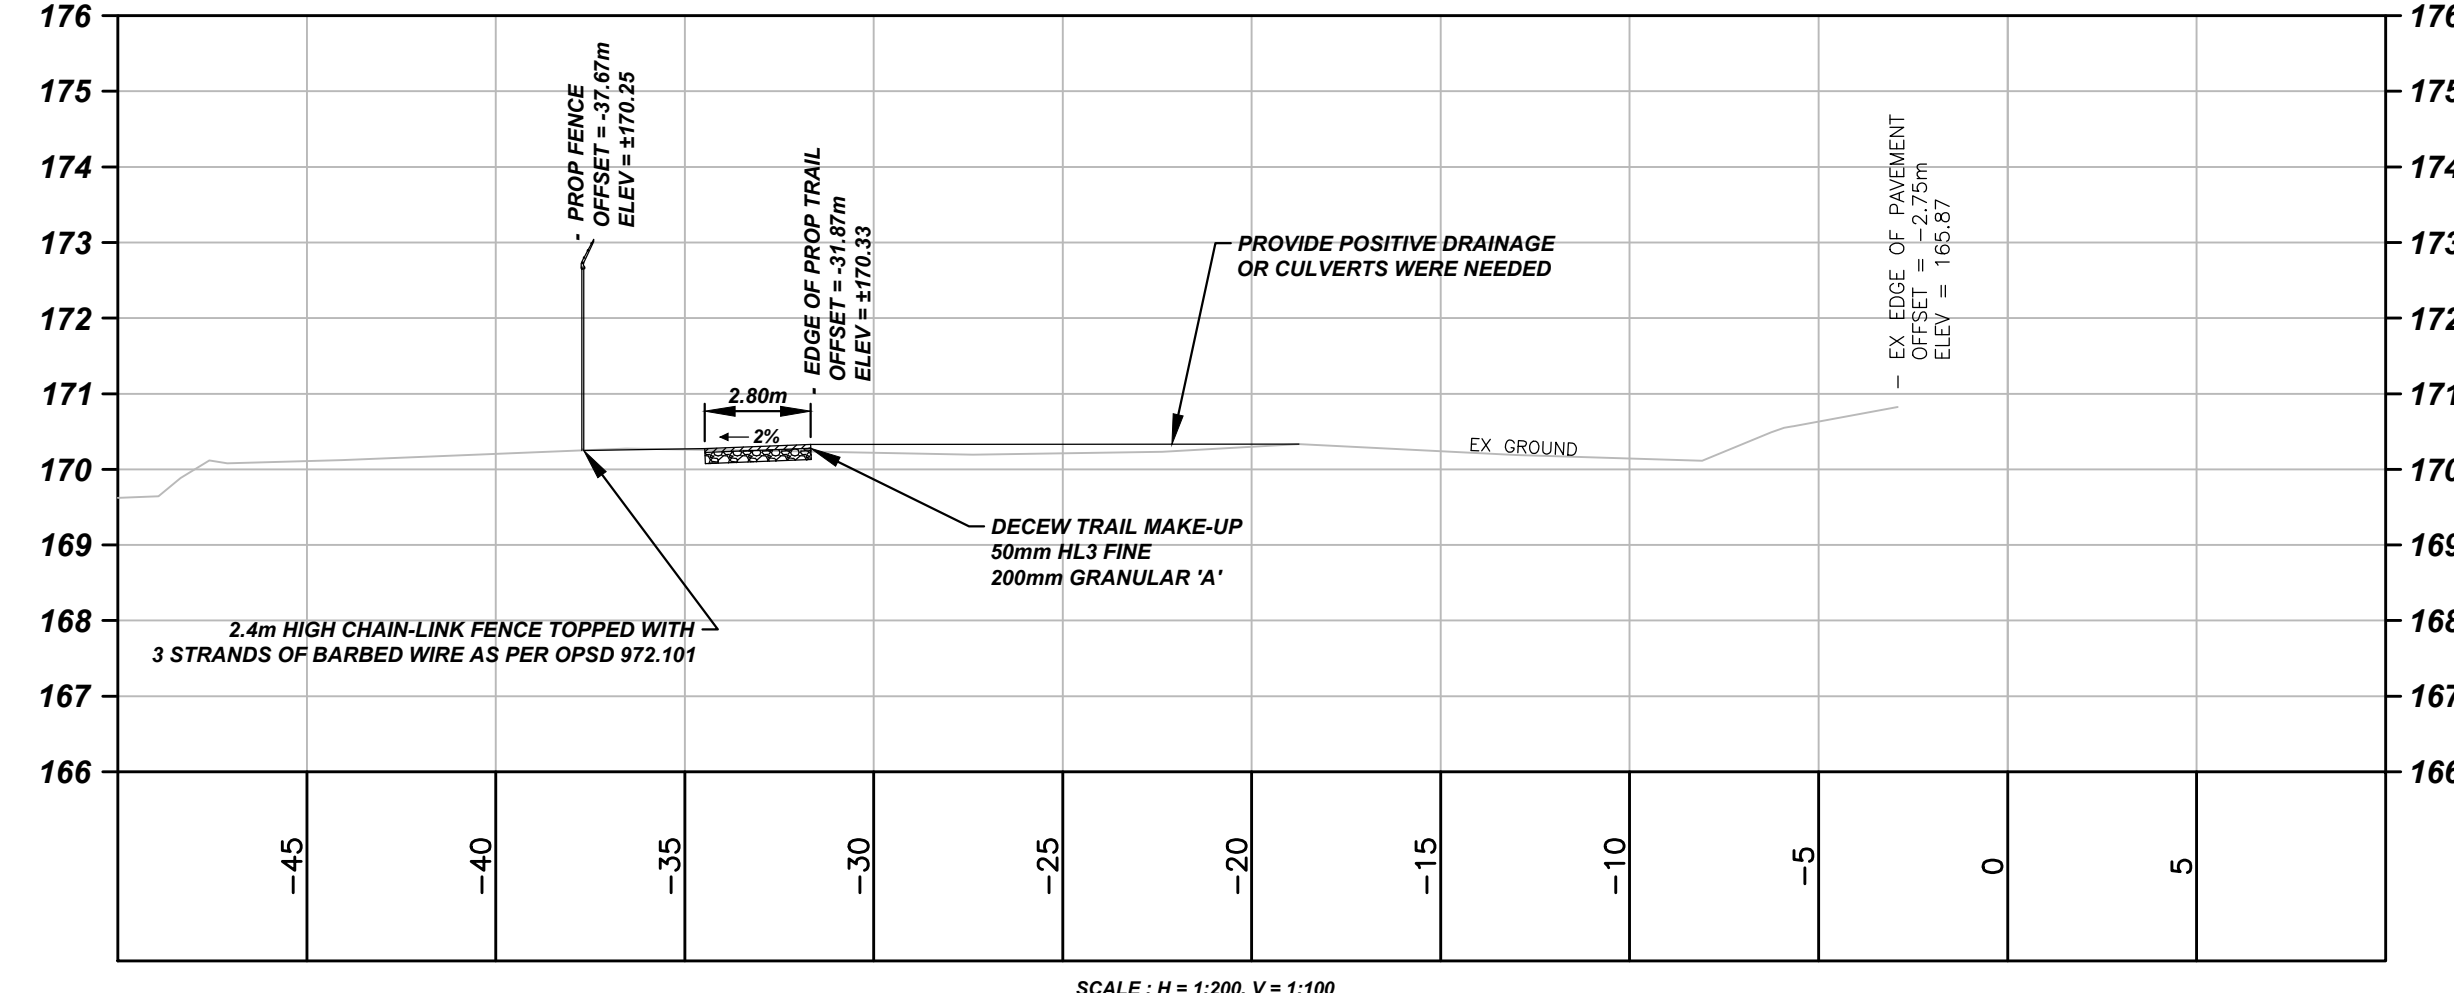 176
175
174
173
172
171
170
169
168
167
166
176
175
174
173
172
171
170
169
168
167
166
- PROP FENCE
OFFSET = -37.67m
ELEV = ±170.25
- EDGE OF PROP TRAIL
OFFSET = -31.87m
ELEV = ±170.33
PROVIDE POSITIVE DRAINAGE
OR CULVERTS WERE NEEDED
— EX EDGE OF PAVEMENT
OFFSET = -2.75m
ELEV = 165.87
2.80m
2%
EX GROUND
DECEW TRAIL MAKE-UP
50mm HL3 FINE
200mm GRANULAR 'A'
2.4m HIGH CHAIN-LINK FENCE TOPPED WITH
3 STRANDS OF BARBED WIRE AS PER OPSD 972.101
-45
-40
-35
-30
-25
-20
-15
-10
-5
0
5
SCALE : H = 1:200, V = 1:100